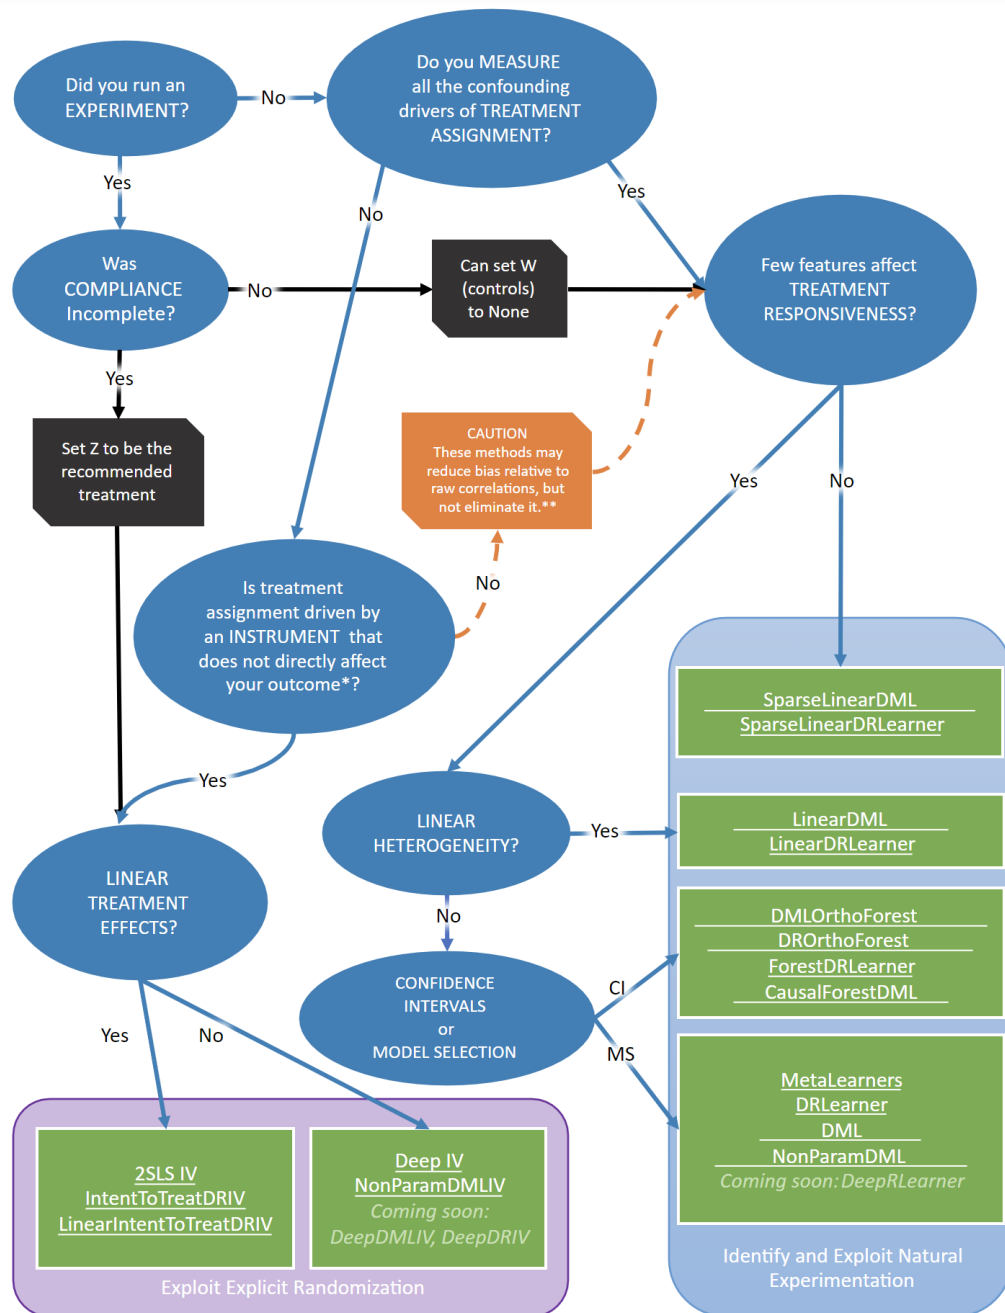 Did you run an
EXPERIMENT?
No
Do you MEASURE
all the confounding
drivers of TREATMENT
ASSIGNMENT?
Yes
No
Yes
Was
COMPLIANCE
Incomplete?
No
Can set W
(controls)
to None
Few features affect
TREATMENT
RESPONSIVENESS?
Yes
Set Z to be the
recommended
treatment
CAUTION
These methods may
reduce bias relative to
raw correlations, but
not eliminate it.**
Yes
No
No
Is treatment
assignment driven by
an INSTRUMENT that
does not directly affect
your outcome*?
Yes
SparseLinearDML
SparseLinearDRLearner
LINEAR
HETEROGENEITY?
Yes
LinearDML
LinearDRLearner
LINEAR
TREATMENT
EFFECTS?
No
DMLOrthoForest
DROrthoForest
ForestDRLearner
CausalForestDML
CONFIDENCE
INTERVALS
or
MODEL SELECTION
CI
MS
Yes
No
MetaLearners
DRLearner
DML
NonParamDML
Coming soon: DeepRLearner
2SLS IV
IntentToTreatDRIV
LinearIntentToTreatDRIV
Deep IV
NonParamDMLIV
Coming soon:
DeepDMLIV, DeepDRIV
Exploit Explicit Randomization
Identify and Exploit Natural
Experimentation